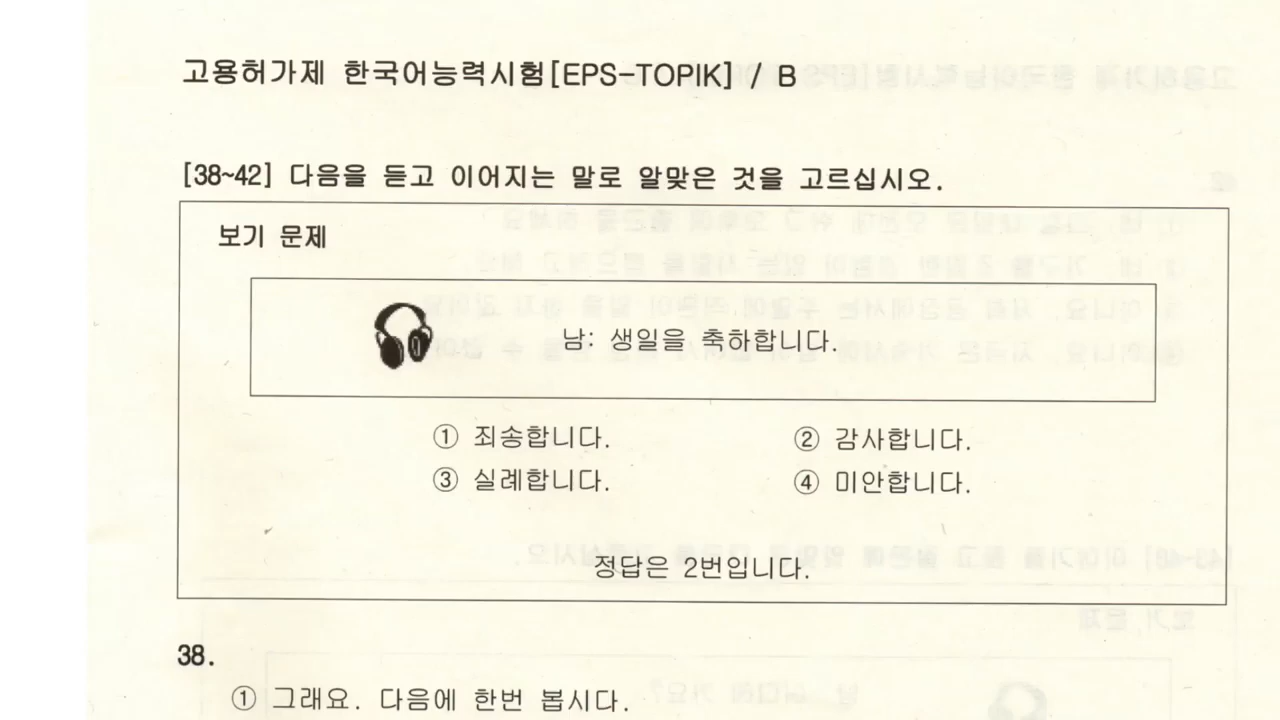 고용허가제 한국어능력시험[EPS-TOPIK] / B
[38~42] 다음을 듣고 이어지는 말로 알맞은 것을 고르십시오.
보기 문제
남: 생일을 축하합니다.
① 죄송합니다. ② 감사합니다.
③ 실례합니다. ④ 미안합니다.
정답은 2번입니다.
38.
① 그래요. 다음에 한번 봅시다.